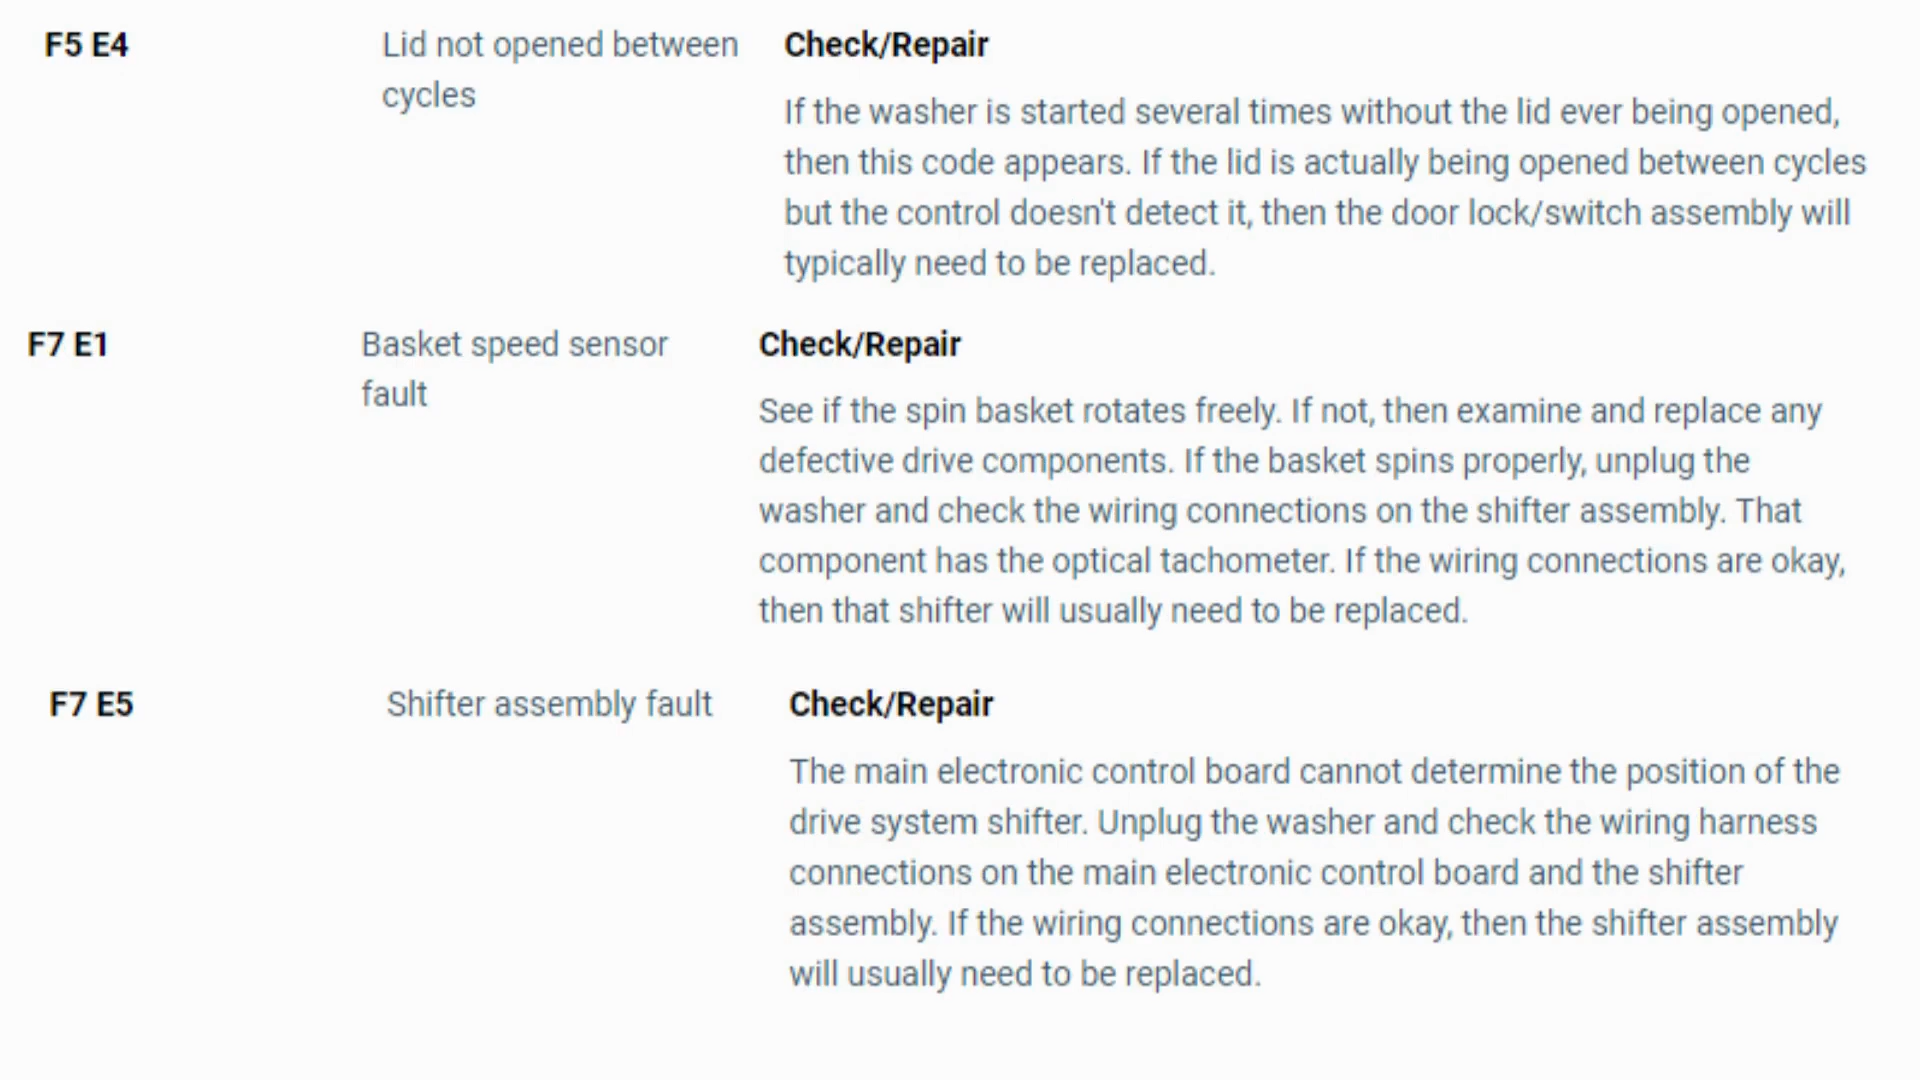 F5 E4
Lid not opened between
cycles
Check/Repair
If the washer is started several times without the lid ever being opened,
then this code appears. If the lid is actually being opened between cycles
but the control doesn't detect it, then the door lock/switch assembly will
typically need to be replaced.
F7 E1
Basket speed sensor
fault
Check/Repair
See if the spin basket rotates freely. If not, then examine and replace any
defective drive components. If the basket spins properly, unplug the
washer and check the wiring connections on the shifter assembly. That
component has the optical tachometer. If the wiring connections are okay,
then that shifter will usually need to be replaced.
F7 E5
Shifter assembly fault
Check/Repair
The main electronic control board cannot determine the position of the
drive system shifter. Unplug the washer and check the wiring harness
connections on the main electronic control board and the shifter
assembly. If the wiring connections are okay, then the shifter assembly
will usually need to be replaced.